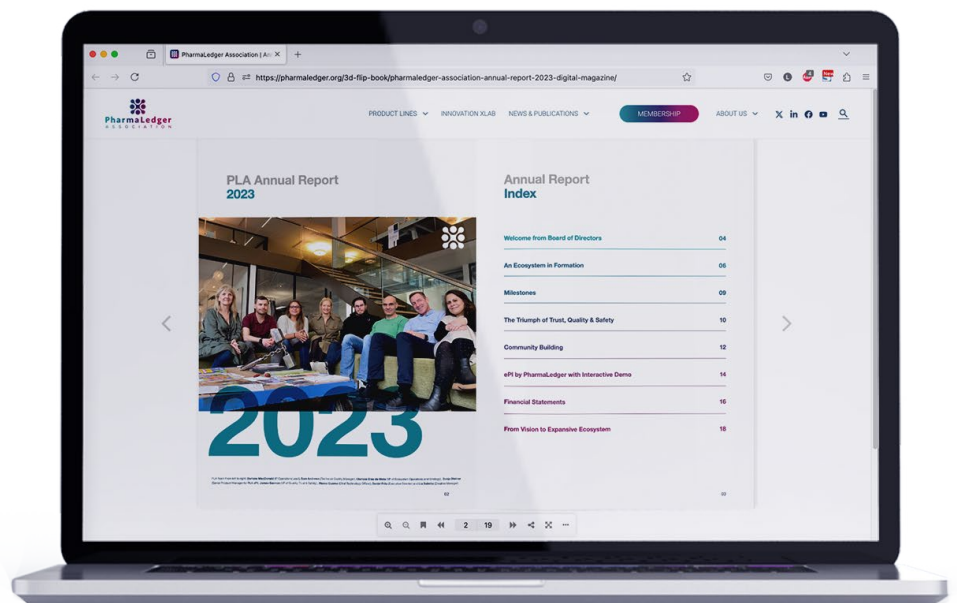 PharmaLedger Association | An
https://pharmaledger.org/3d-flip-book/pharmaledger-association-annual-report-2023-digital-magazine/
PharmaLedger
ASSOCIATION
PRODUCT LINES
INNOVATION XLAB
NEWS & PUBLICATIONS
MEMBERSHIP
ABOUT US
PLA Annual Report
2023
2023
02
Annual Report
Index
Welcome from Board of Directors 04
An Ecosystem in Formation 06
Milestones 09
The Triumph of Trust, Quality & Safety 10
Community Building 12
ePI by PharmaLedger with Interactive Demo 14
Financial Statements 16
From Vision to Expansive Ecosystem 18
2 19